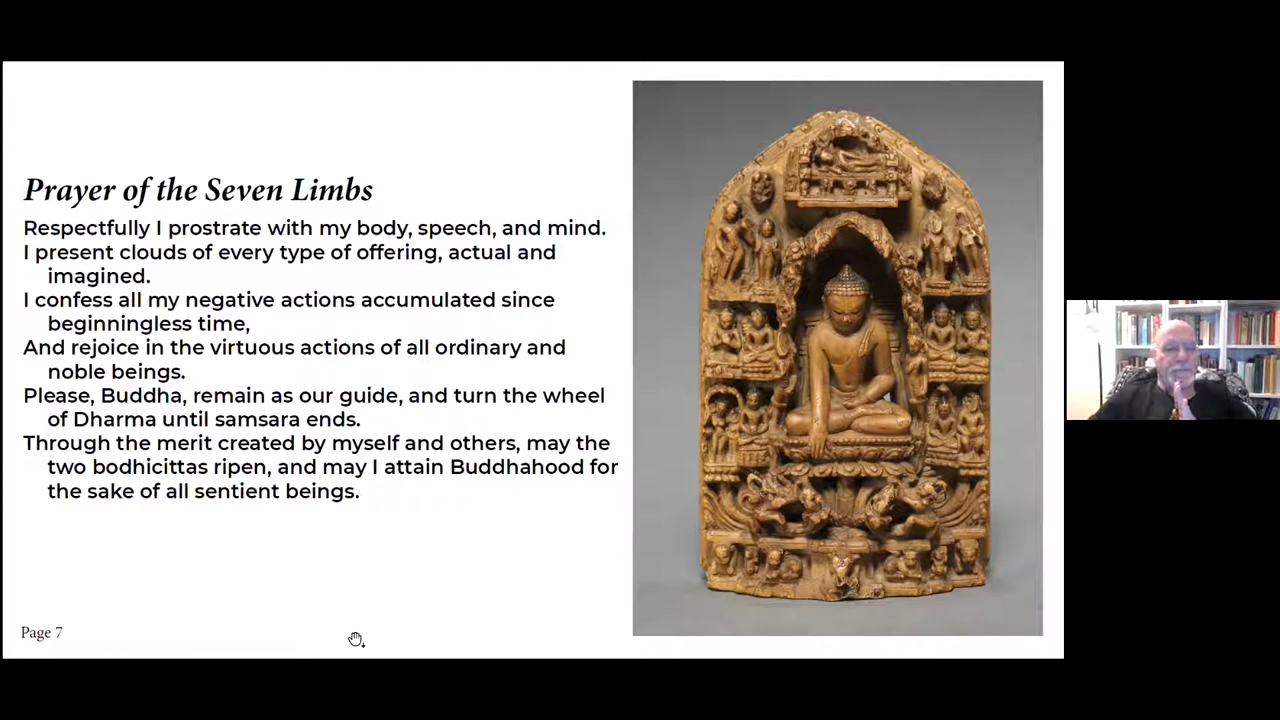 Prayer of the Seven Limbs
Respectfully I prostrate with my body, speech, and mind.
I present clouds of every type of offering, actual and
imagined.
I confess all my negative actions accumulated since
beginningless time,
And rejoice in the virtuous actions of all ordinary and
noble beings.
Please, Buddha, remain as our guide, and turn the wheel
of Dharma until samsara ends.
Through the merit created by myself and others, may the
two bodhicittas ripen, and may I attain Buddhahood for
the sake of all sentient beings.
Page 7